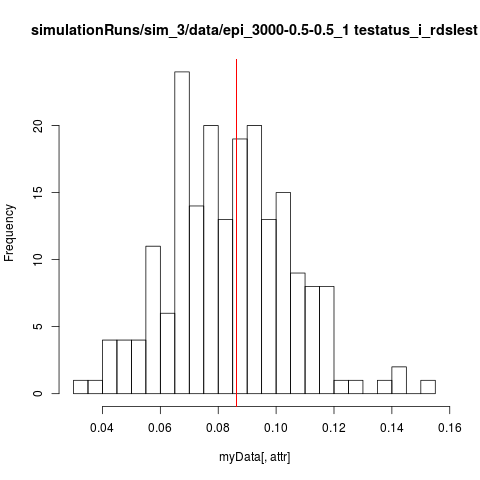 simulationRuns/sim_3/data/epi_3000-0.5-0.5_1 testatus_i_rdslest
Frequency
20
15
10
5
0
0.04 0.06 0.08 0.10 0.12 0.14 0.16
myData[, attr]